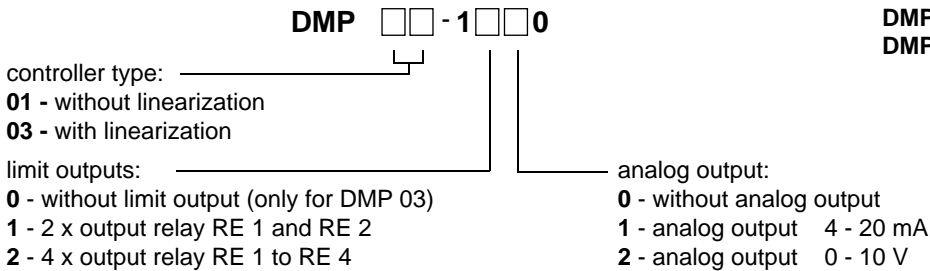 DMP □□ - 1□□0
DMP
DMP
controller type:
01 - without linearization
03 - with linearization
limit outputs:
0 - without limit output (only for DMP 03)
1 - 2 x output relay RE 1 and RE 2
2 - 4 x output relay RE 1 to RE 4
analog output:
0 - without analog output
1 - analog output 4 - 20 mA
2 - analog output 0 - 10 V